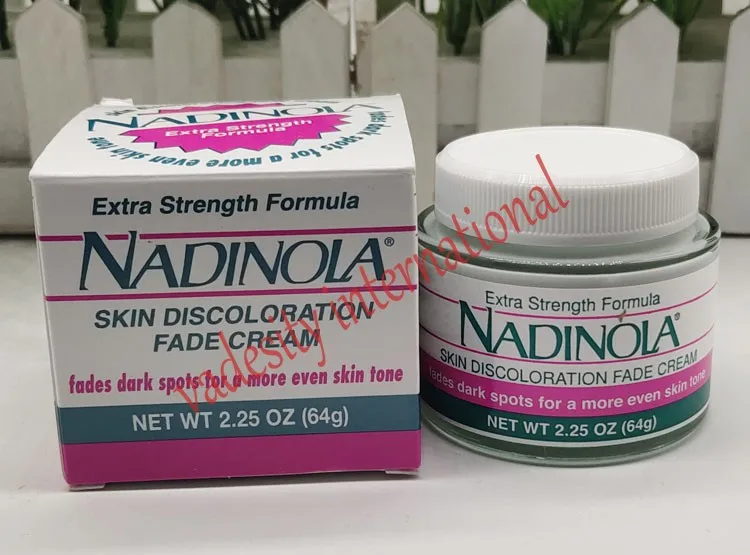 NADINOLA
Extra Strength
Formula
dark spots for a more even skin tone
Extra Strength Formula
NADINOLA®
SKIN DISCOLORATION
FADE CREAM
fades dark spots for a more even skin tone
NET WT 2.25 OZ (64g)
Extra Strength Formula
NADINOLA®
SKIN DISCOLORATION FADE CREAM
fades dark spots for a more even skin tone
NET WT 2.25 OZ (64g)
vadesity international